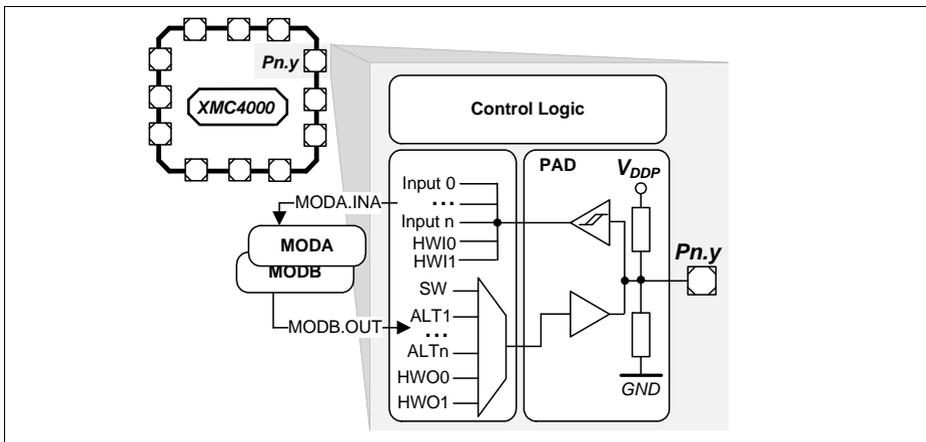 Pn.y
XMC4000
Control Logic
PAD
VDDP
Input 0
...
Input n
HWI0
HWI1
MODA.INA
MODA
MODB
MODB.OUT
SW
ALT1
...
ALTn
HWO0
HWO1
Pn.y
GND